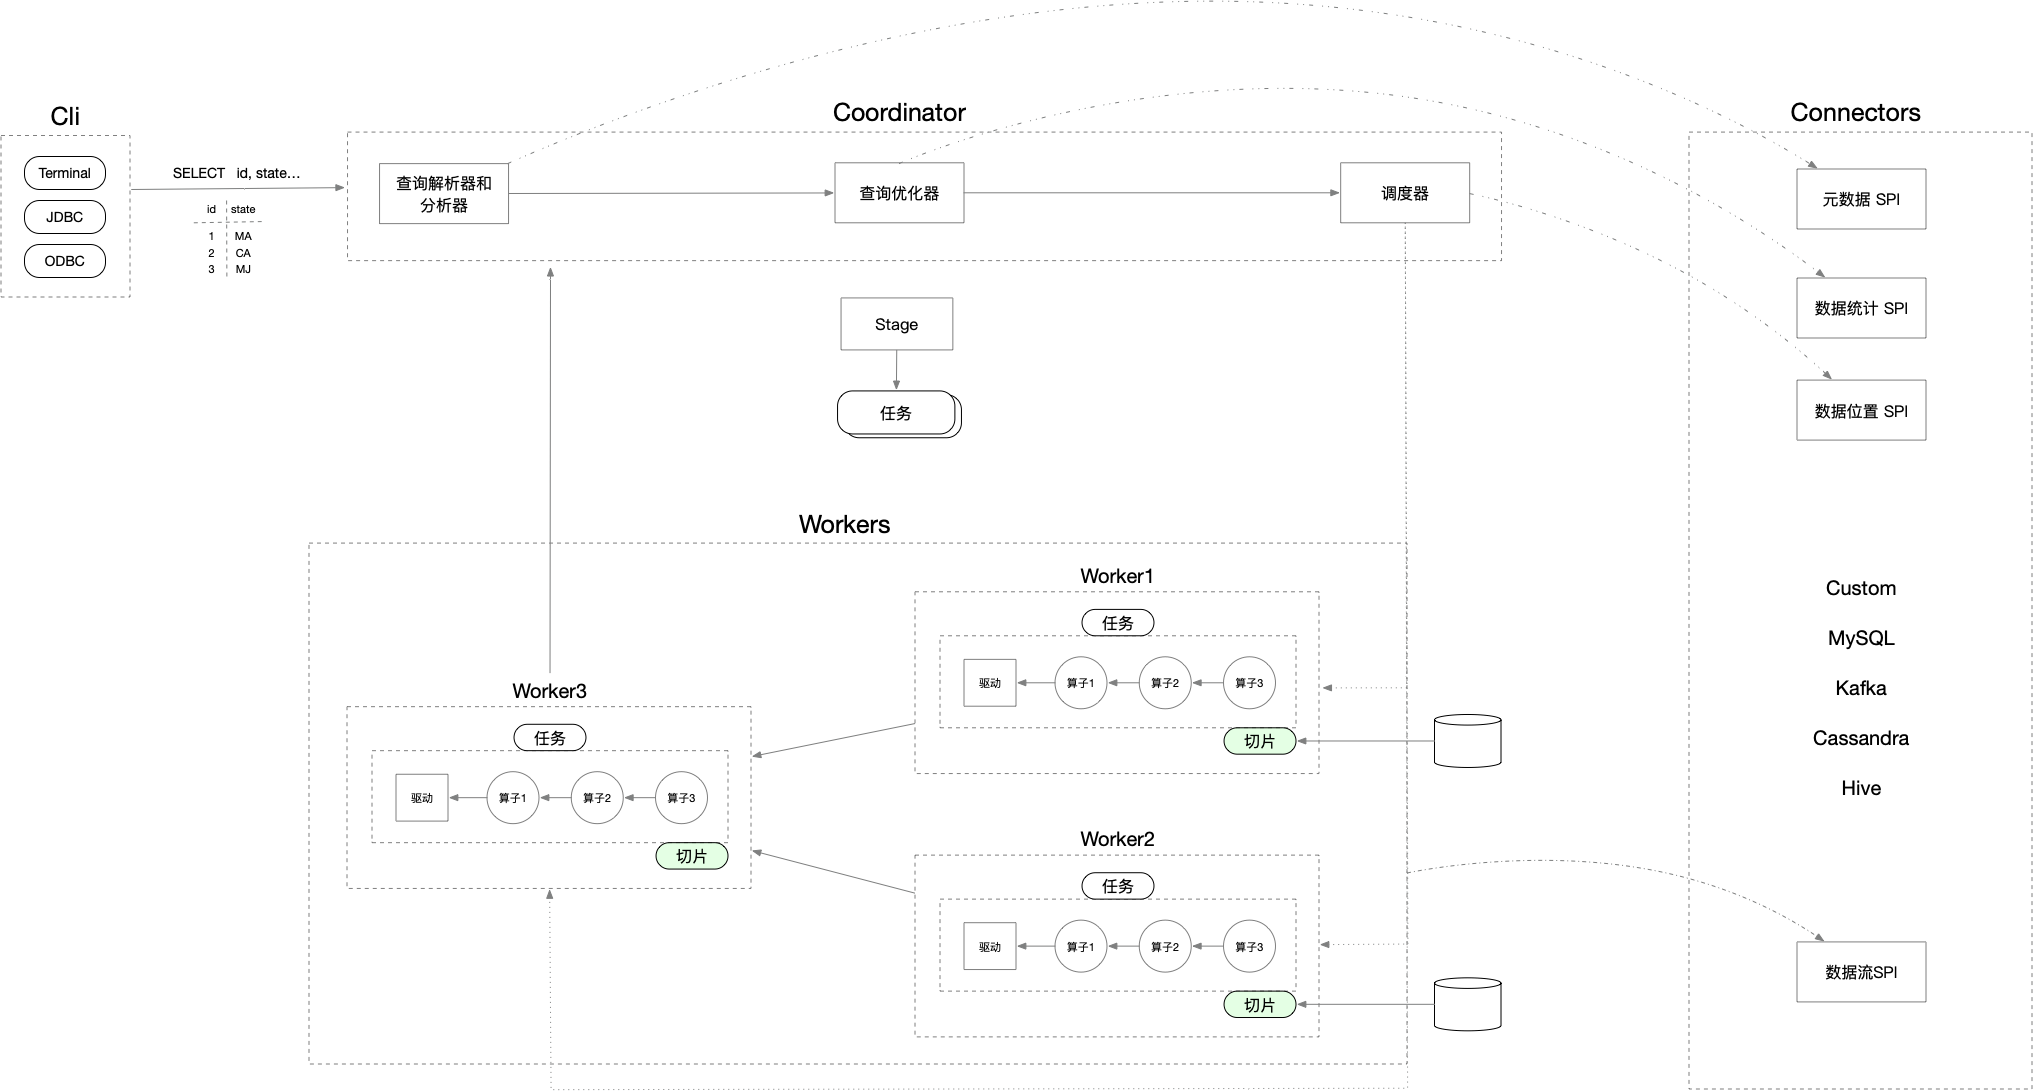 Cli
Terminal
JDBC
ODBC
SELECT id, state...
id state
1 MA
2 CA
3 MJ
Coordinator
查询解析器和
分析器
查询优化器
调度器
Stage
任务
Connectors
元数据 SPI
数据统计 SPI
数据位置 SPI
Custom
MySQL
Kafka
Cassandra
Hive
数据流SPI
Workers
Worker1
任务
驱动 算子1 算子2 算子3
切片
Worker3
任务
驱动 算子1 算子2 算子3
切片
Worker2
任务
驱动 算子1 算子2 算子3
切片